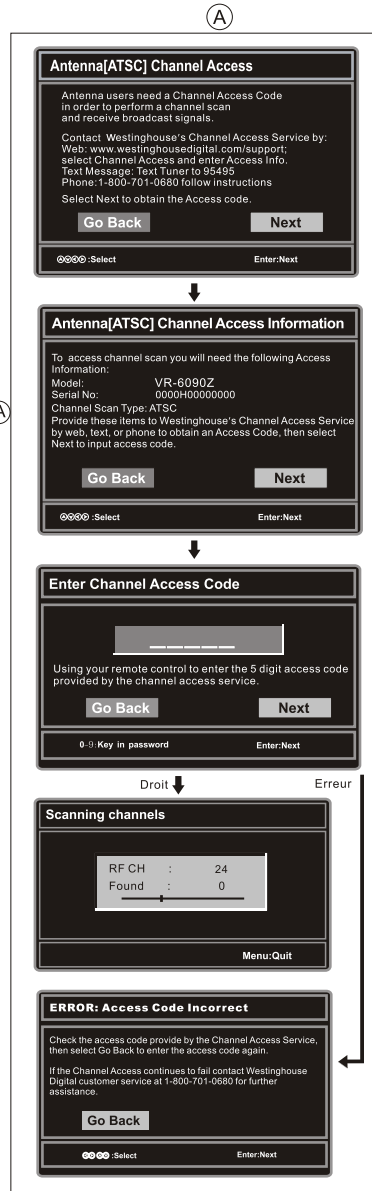 A
Antenna[ATSC] Channel Access
Antenna users need a Channel Access Code
in order to perform a channel scan
and receive broadcast signals.
Contact Westinghouse's Channel Access Service by:
Web: www.westinghousedigital.com/support;
select Channel Access and enter Access Info.
Text Message: Text Tuner to 95495
Phone:1-800-701-0680 follow instructions
Select Next to obtain the Access code.
Go Back Next
:Select Enter:Next
Antenna[ATSC] Channel Access Information
To access channel scan you will need the following Access
Information:
Model: VR-6090Z
Serial No: 0000H00000000
Channel Scan Type: ATSC
Provide these items to Westinghouse's Channel Access Service
by web, text, or phone to obtain an Access Code, then select
Next to input access code.
A
Go Back Next
:Select Enter:Next
Enter Channel Access Code
_ _ _ _ _
Using your remote control to enter the 5 digit access code
provided by the channel access service.
Go Back Next
0-9:Key in password Enter:Next
Droit Erreur
Scanning channels
RF CH : 24
Found : 0
Menu:Quit
ERROR: Access Code Incorrect
Check the access code provide by the Channel Access Service,
then select Go Back to enter the access code again.
If the Channel Access continues to fail contact Westinghouse
Digital customer service at 1-800-701-0680 for further
assistance.
Go Back
:Select Enter:Next